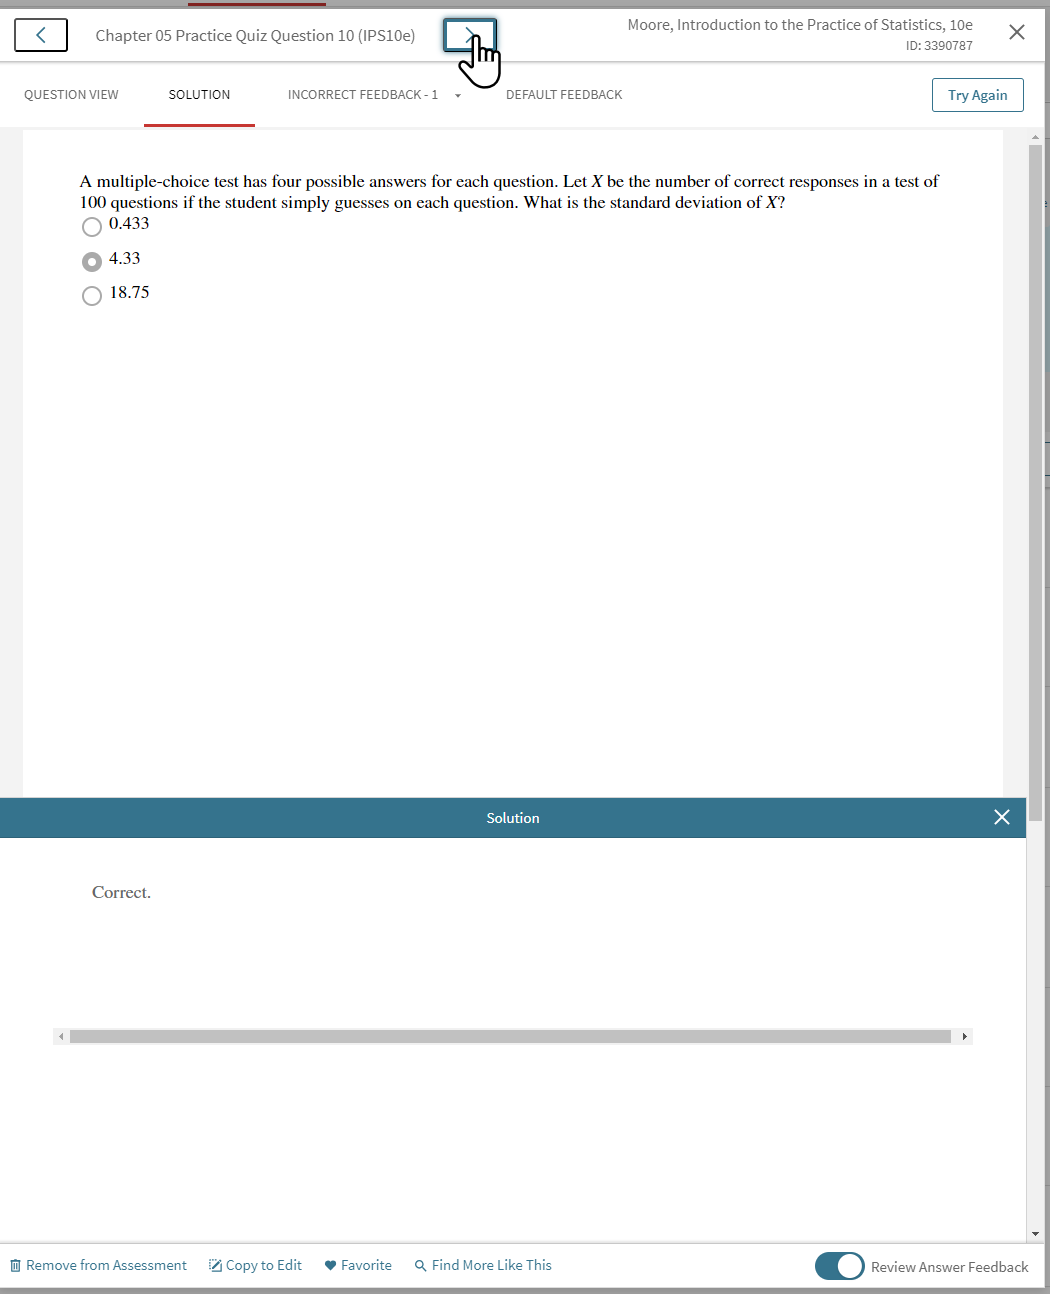 Chapter 05 Practice Quiz Question 10 (IPS10e)
Moore, Introduction to the Practice of Statistics, 10e
ID: 3390787
QUESTION VIEW
SOLUTION
INCORRECT FEEDBACK - 1
DEFAULT FEEDBACK
Try Again
A multiple-choice test has four possible answers for each question. Let X be the number of correct responses in a test of
100 questions if the student simply guesses on each question. What is the standard deviation of X?
0.433
4.33
18.75
Solution
Correct.
Remove from Assessment
Copy to Edit
Favorite
Find More Like This
Review Answer Feedback